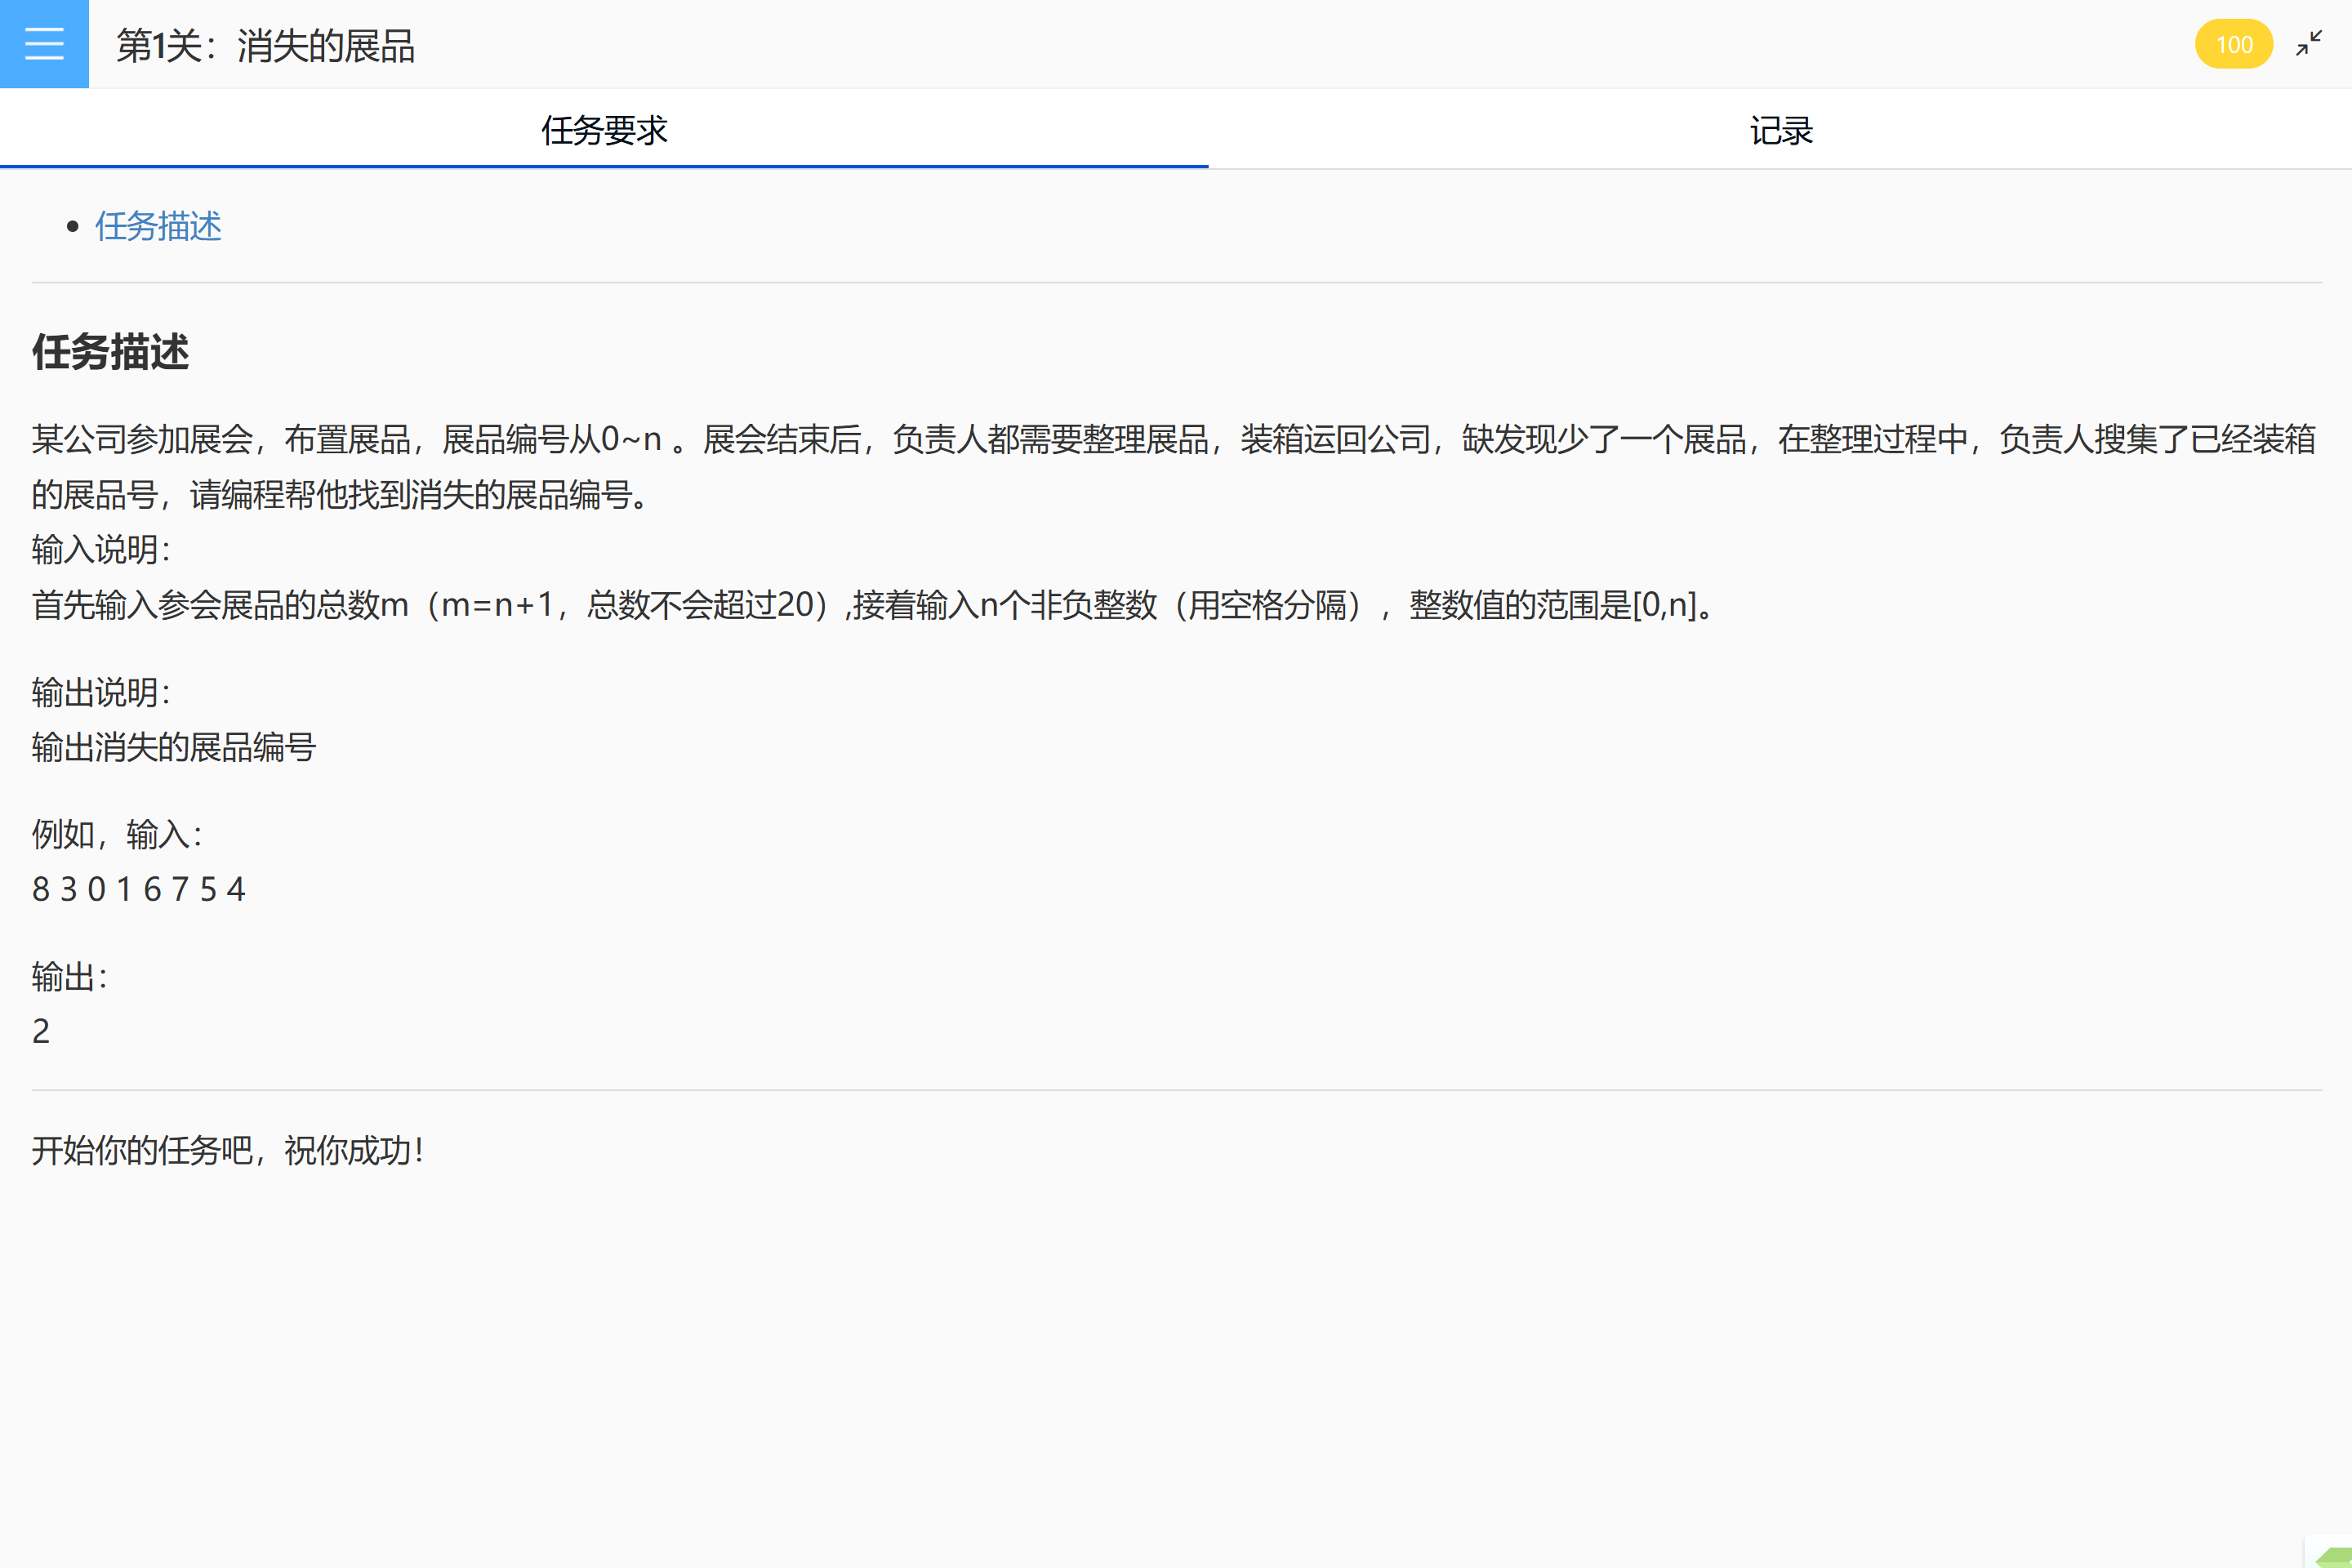 第1关：消失的展品
100
任务要求
记录
任务描述
任务描述
某公司参加展会，布置展品，展品编号从0~n 。展会结束后，负责人都需要整理展品，装箱运回公司，缺发现少了一个展品，在整理过程中，负责人搜集了已经装箱
的展品号，请编程帮他找到消失的展品编号。
输入说明：
首先输入参会展品的总数m（m=n+1，总数不会超过20）,接着输入n个非负整数（用空格分隔），整数值的范围是[0,n]。
输出说明：
输出消失的展品编号
例如，输入：
8 3 0 1 6 7 5 4
输出：
2
开始你的任务吧，祝你成功！